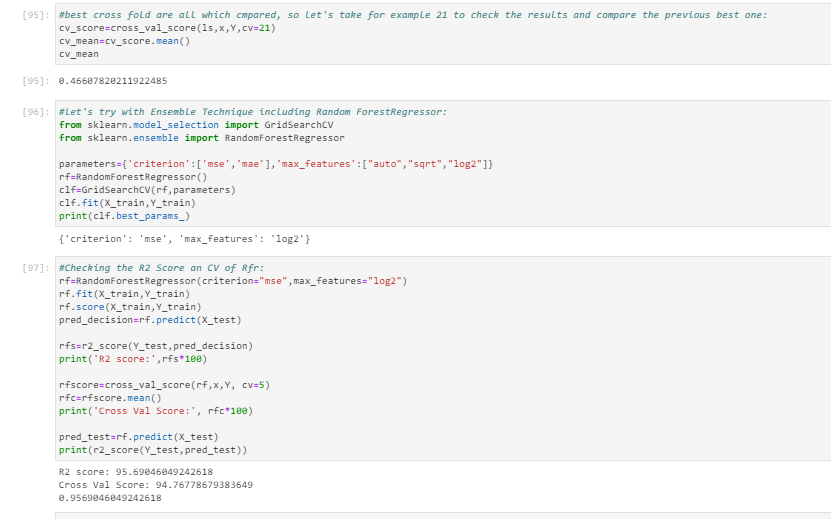 [95]: #best cross fold are all which cmpared, so let's take for example 21 to check the results and compare the previous best one:
cv_score=cross_val_score(ls,x,Y,cv=21)
cv_mean=cv_score.mean()
cv_mean
[95]: 0.46607820211922485
[96]: #let's try with Ensemble Technique including Random ForestRegressor:
from sklearn.model_selection import GridSearchCV
from sklearn.ensemble import RandomForestRegressor
parameters={'criterion':['mse','mae'],'max_features':["auto","sqrt","log2"]}
rf=RandomForestRegressor()
clf=GridSearchCV(rf,parameters)
clf.fit(X_train,Y_train)
print(clf.best_params_)
{'criterion': 'mse', 'max_features': 'log2'}
[97]: #Checking the R2 Score an CV of Rfr:
rf=RandomForestRegressor(criterion="mse",max_features="log2")
rf.fit(X_train,Y_train)
rf.score(X_train,Y_train)
pred_decision=rf.predict(X_test)
rfs=r2_score(Y_test,pred_decision)
print('R2 score:',rfs*100)
rfscore=cross_val_score(rf,x,Y, cv=5)
rfc=rfscore.mean()
print('Cross Val Score:', rfc*100)
pred_test=rf.predict(X_test)
print(r2_score(Y_test,pred_test))
R2 score: 95.69046049242618
Cross Val Score: 94.76778679383649
0.9569046049242618